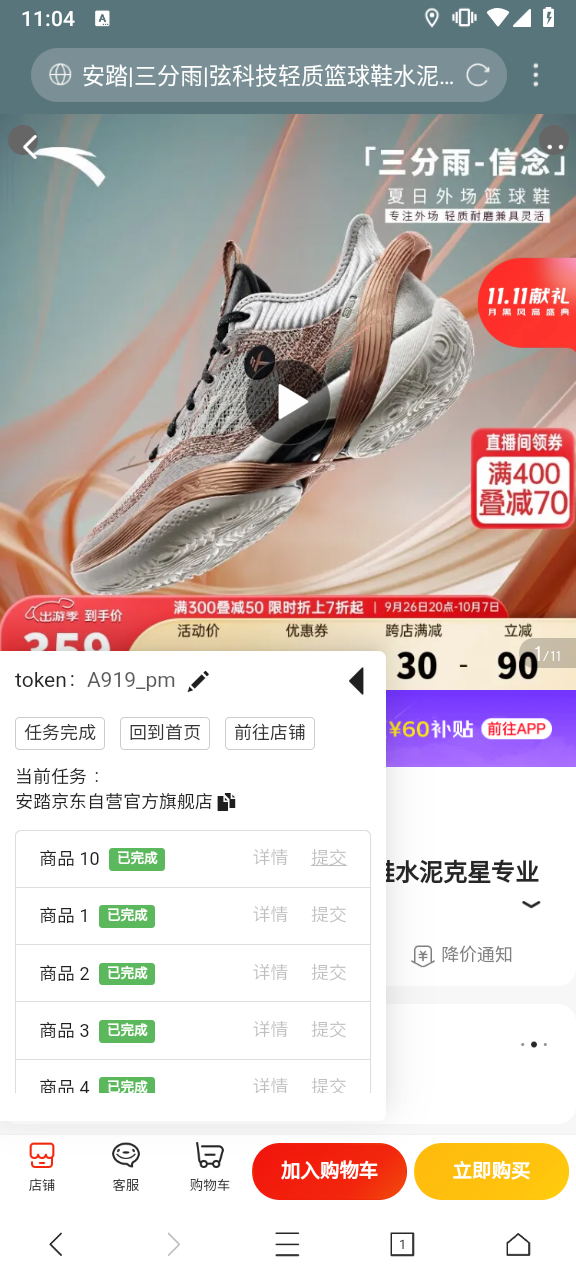 11:04
A
安踏|三分雨|弦科技轻质篮球鞋水泥...
「三分雨-信念」
夏日外场篮球鞋
专注外场 轻质耐磨兼具灵活
11.11献礼
月黑风高盛典
直播间领券
满400
叠减70
出游季 到手价
满300叠减50 限时折上7折起 | 9月26日20点-10月7日
359
活动价 优惠券 跨店满减 立减
30 - 90
1/11
token: A919_pm
任务完成 回到首页 前往店铺
¥60补贴 前往APP
当前任务：
安踏京东自营官方旗舰店
商品 10 已完成 详情 提交
鞋水泥克星专业
商品 1 已完成 详情 提交
降价通知
商品 2 已完成 详情 提交
商品 3 已完成 详情 提交
商品 4 已完成 详情 提交
店铺 客服 购物车 加入购物车 立即购买
1